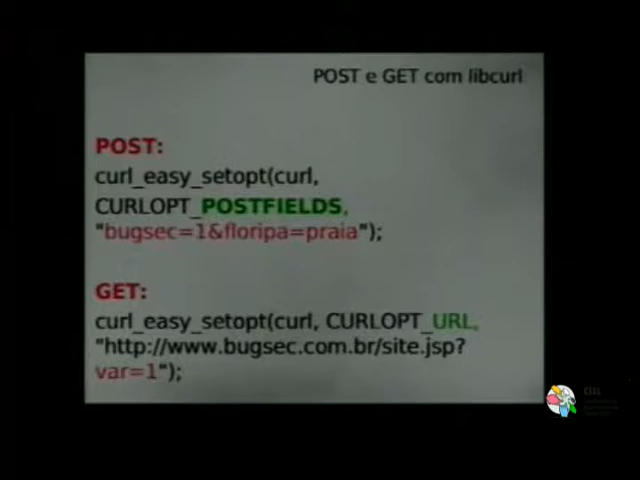 POST e GET com libcurl
POST:
curl_easy_setopt(curl,
CURLOPT_POSTFIELDS,
"bugsec=1&floripa=praia");
GET:
curl_easy_setopt(curl, CURLOPT_URL,
"http://www.bugsec.com.br/site.jsp?
var=1");